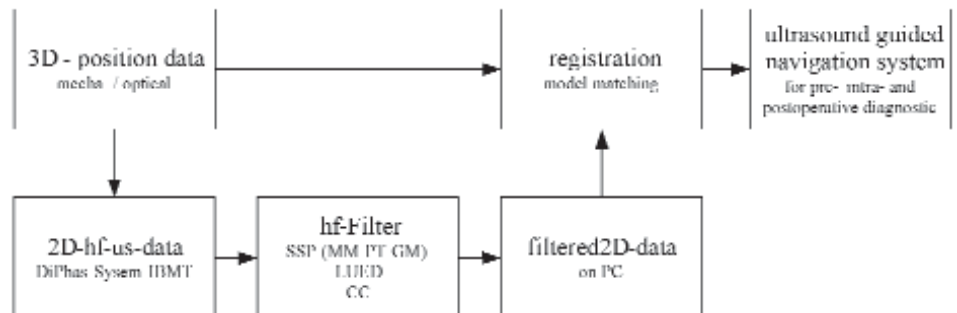 3D - position data
mecha / optical
registration
model matching
ultrasound guided
navigation system
for pre- intra- and
postoperative diagnostic
2D-hf-us-data
DiPhas Sysem IBMT
hf-Filter
SSP (MM PT GM)
LUED
CC
filtered2D-data
on PC